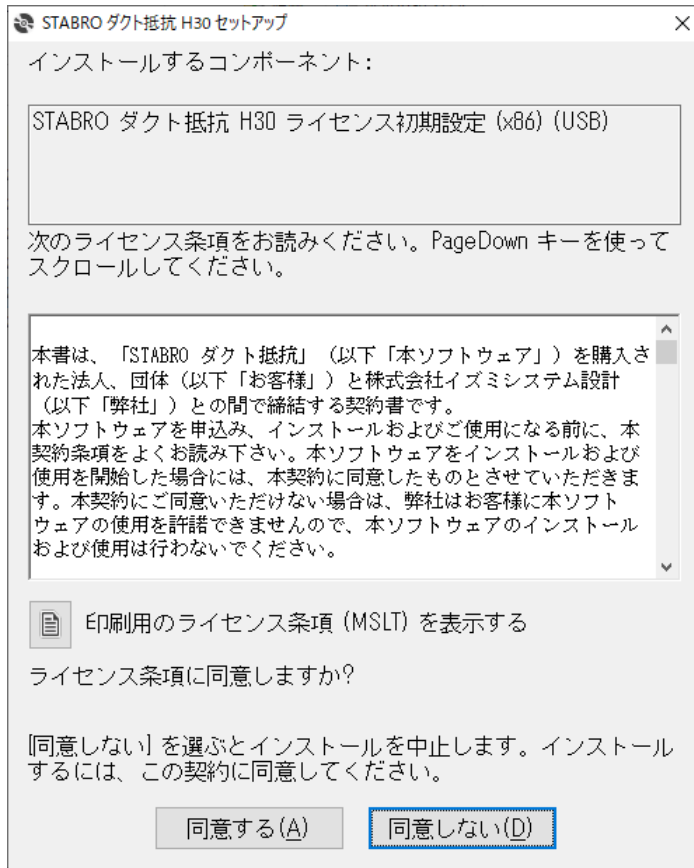 STABRO ダクト抵抗 H30 セットアップ
インストールするコンポーネント:
STABRO ダクト抵抗 H30 ライセンス初期設定 (x86) (USB)
次のライセンス条項をお読みください。PageDown キーを使って
スクロールしてください。
本書は、「STABRO ダクト抵抗」（以下「本ソフトウェア」）を購入さ
れた法人、団体（以下「お客様」）と株式会社イズミシステム設計
（以下「弊社」）との間で締結する契約書です。
本ソフトウェアを申込み、インストールおよびご使用になる前に、本
契約条項をよくお読み下さい。本ソフトウェアをインストールおよび
使用を開始した場合には、本契約に同意したものとさせていただきま
す。本契約にご同意いただけない場合は、弊社はお客様に本ソフト
ウェアの使用を許諾できませんので、本ソフトウェアのインストール
および使用は行わないでください。
印刷用のライセンス条項 (MSLT) を表示する
ライセンス条項に同意しますか?
[同意しない] を選ぶとインストールを中止します。インストール
するには、この契約に同意してください。
同意する(A)
同意しない(D)